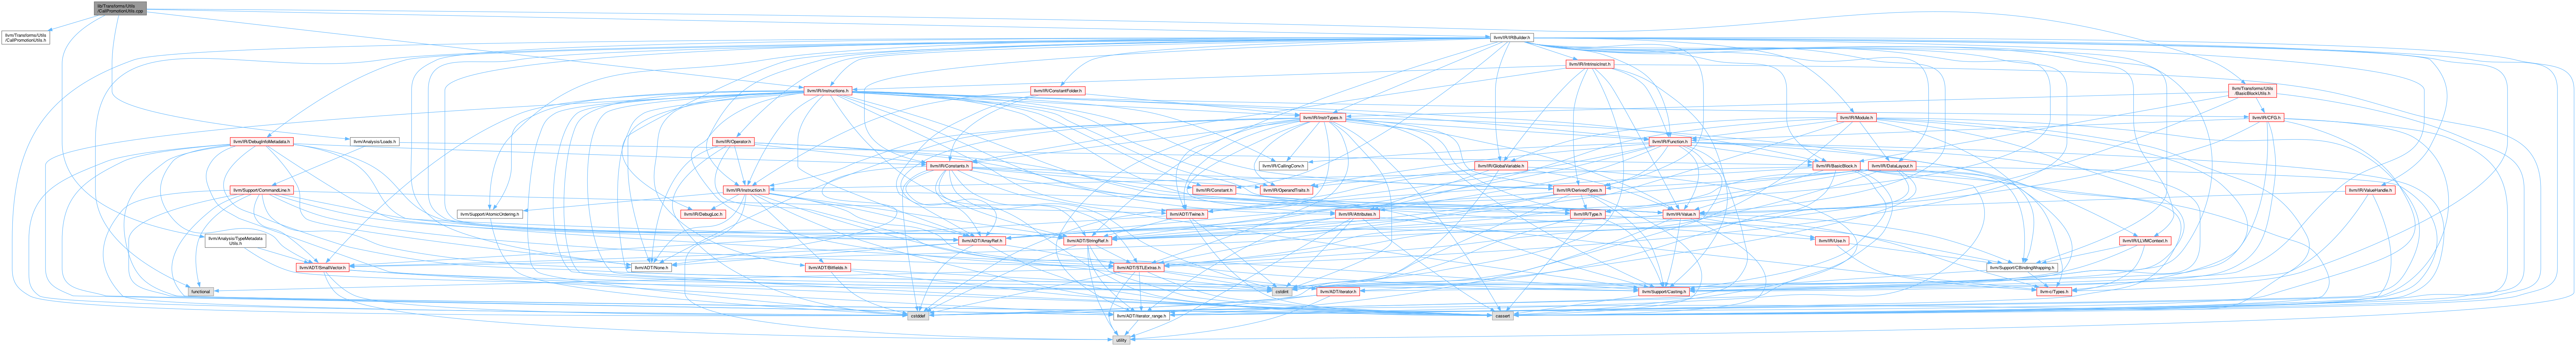 lib/Transforms/Utils
/CallPromotionUtils.cpp
llvm/Transforms/Utils
/CallPromotionUtils.h
llvm/IR/IRBuilder.h
llvm/IR/IntrinsicInst.h
llvm/IR/Instructions.h
llvm/IR/ConstantFolder.h
llvm/Transforms/Utils
/BasicBlockUtils.h
llvm/IR/InstrTypes.h
llvm/IR/Module.h
llvm/IR/CFG.h
llvm/IR/DebugInfoMetadata.h
llvm/Analysis/Loads.h
llvm/IR/Operator.h
llvm/IR/Function.h
llvm/IR/Constants.h
llvm/IR/CallingConv.h
llvm/IR/GlobalVariable.h
llvm/IR/BasicBlock.h
llvm/IR/DataLayout.h
llvm/Support/CommandLine.h
llvm/IR/Instruction.h
llvm/IR/Constant.h
llvm/IR/OperandTraits.h
llvm/IR/DerivedTypes.h
llvm/IR/ValueHandle.h
llvm/Support/AtomicOrdering.h
llvm/IR/DebugLoc.h
llvm/ADT/Twine.h
llvm/IR/Attributes.h
llvm/IR/Type.h
llvm/IR/Value.h
llvm/Analysis/TypeMetadata
Utils.h
llvm/ADT/ArrayRef.h
llvm/ADT/StringRef.h
llvm/IR/Use.h
llvm/IR/LLVMContext.h
llvm/ADT/SmallVector.h
llvm/ADT/None.h
llvm/ADT/Bitfields.h
llvm/ADT/STLExtras.h
llvm/Support/CBindingWrapping.h
functional
cstdint
llvm/ADT/iterator.h
llvm/Support/Casting.h
llvm-c/Types.h
cstddef
llvm/ADT/iterator_range.h
cassert
utility